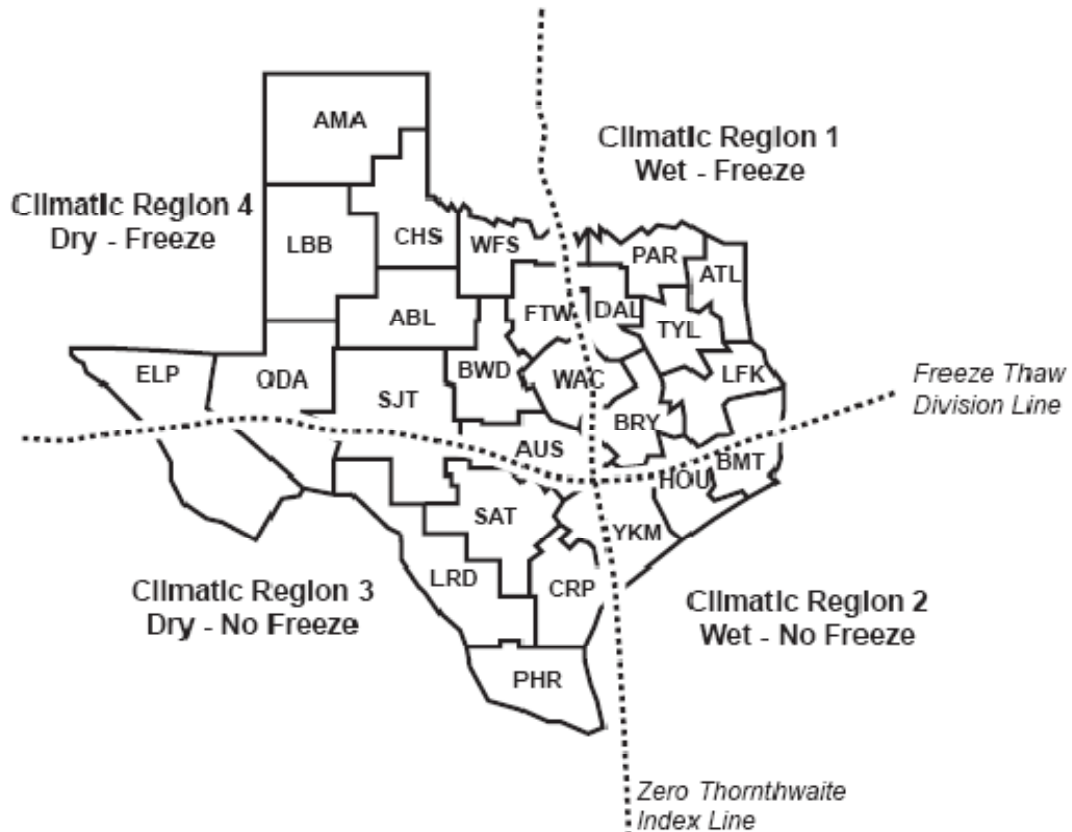 AMA
Climatic Region 1
Wet - Freeze
Climatic Region 4
Dry - Freeze
LBB
CHS
WFS
PAR
ATL
ABL
FTW
DAL
TYL
ELP
ODA
SJT
BWD
WAC
LFK
Freeze Thaw
Division Line
BRY
AUS
HOU
BMT
SAT
YKM
LRD
CRP
Climatic Region 3
Dry - No Freeze
Climatic Region 2
Wet - No Freeze
PHR
Zero Thornthwaite
Index Line